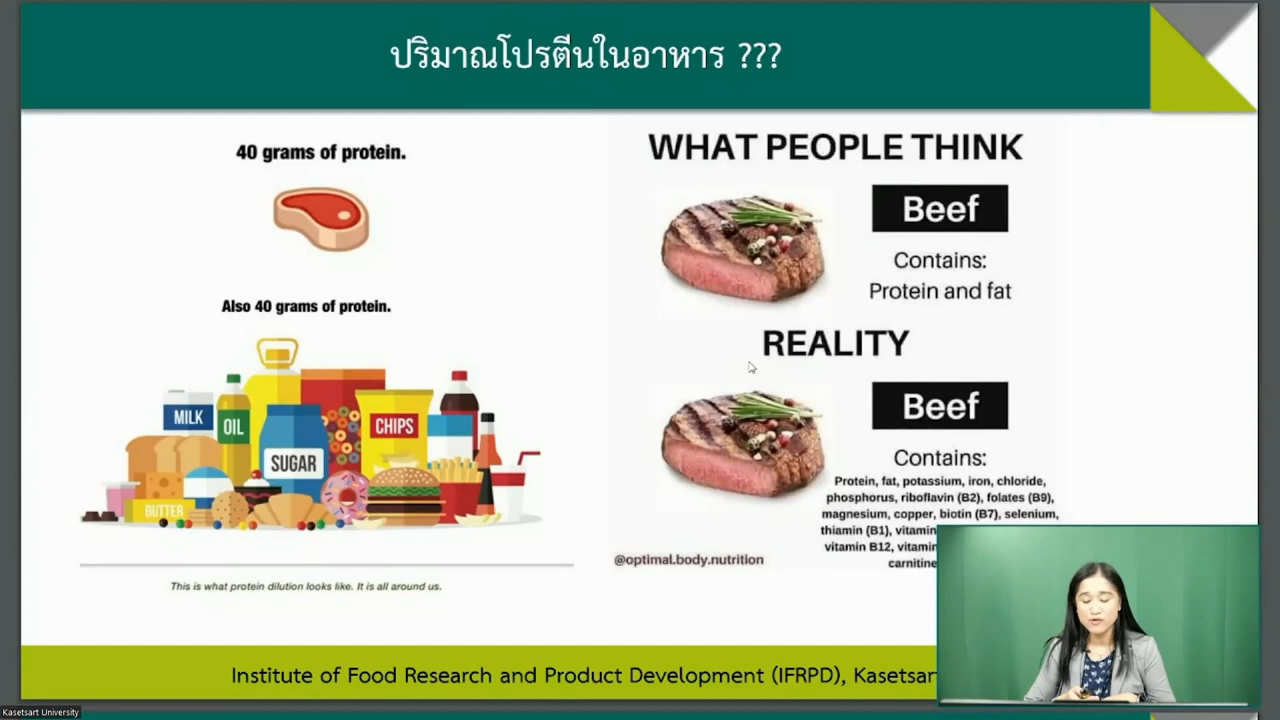 ปริมาณโปรตีนในอาหาร ???
40 grams of protein.
Also 40 grams of protein.
MILK
OIL
SUGAR
CHIPS
BUTTER
This is what protein dilution looks like. It is all around us.
WHAT PEOPLE THINK
Beef
Contains:
Protein and fat
REALITY
Beef
Contains:
Protein, fat, potassium, iron, chloride,
phosphorus, riboflavin (B2), folates (B9),
magnesium, copper, biotin (B7), selenium,
thiamin (B1), vitamin
vitamin B12, vitamin
carnitine
@optimal.body.nutrition
Institute of Food Research and Product Development (IFRPD),
Kasetsart University